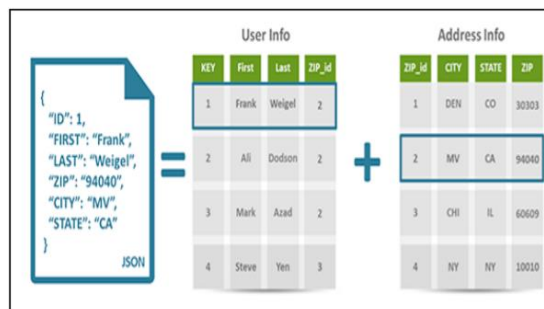 {
"ID": 1,
"FIRST": "Frank",
"LAST": "Weigel",
"ZIP": "94040",
"CITY": "MV",
"STATE": "CA"
}
JSON
=
User Info
KEY First Last ZIP_id
1 Frank Weigel 2
2 Ali Dodson 2
3 Mark Azad 2
4 Steve Yen 3
+
Address Info
ZIP_id CITY STATE ZIP
1 DEN CO 30303
2 MV CA 94040
3 CHI IL 60609
4 NY NY 10010